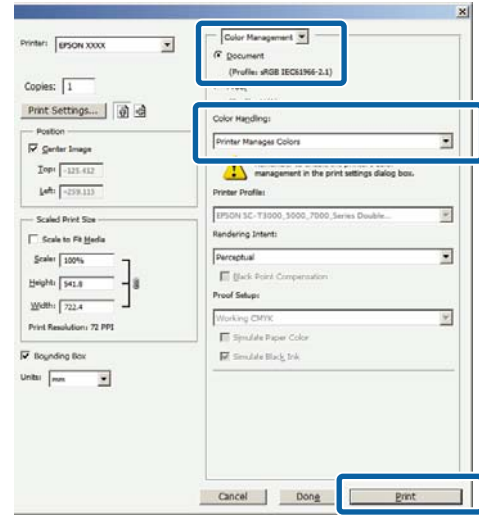 Printer: EPSON XXXX
Copies: 1
Print Settings...
Position
Center Image
Top: -125.412
Left: -259.113
Scaled Print Size
Scale to Fit Media
Scale: 100%
Height: 541.8
Width: 722.4
Print Resolution: 72 PPI
Bounding Box
Units: mm
Color Management
Document
(Profile: sRGB IEC61966-2.1)
Color Handling:
Printer Manages Colors
management in the print settings dialog box.
Printer Profile:
EPSON SC-T3000_5000_7000_Series Double...
Rendering Intent:
Perceptual
Black Point Compensation
Proof Setup:
Working CMYK
Simulate Paper Color
Simulate Black Ink
Cancel
Done
Print